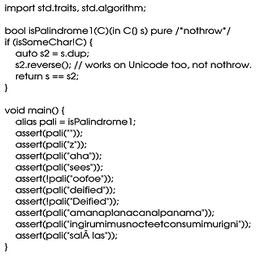 import std.traits, std.algorithm;

bool isPalindrome1(C)(in C[] s) pure /*nothrow*/
if (isSomeChar!C) {
    auto s2 = s.dup;
    s2.reverse(); // works on Unicode too, not nothrow.
    return s == s2;
}

void main() {
    alias pali = isPalindrome1;
    assert(pali(""));
    assert(pali("z"));
    assert(pali("aha"));
    assert(pali("sees"));
    assert(!pali("oofoe"));
    assert(pali("deified"));
    assert(!pali("Deified"));
    assert(pali("amanaplanacanalpanama"));
    assert(pali("ingirumimusnocteetconsumimurigni"));
    assert(pali("salÃ las"));
}